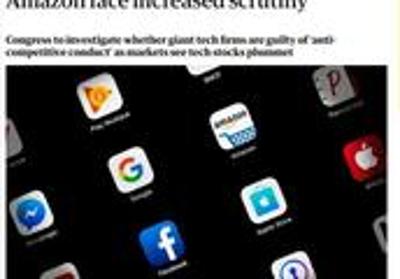 Amazon face increased scrutiny
Congress to investigate whether giant tech firms are guilty of 'anti-
competitive conduct' as markets see tech stocks plummet
amazon
Google
Facebook